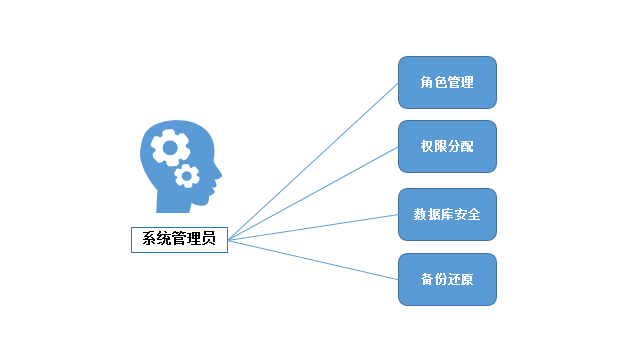 角色管理
权限分配
数据库安全
备份还原
系统管理员